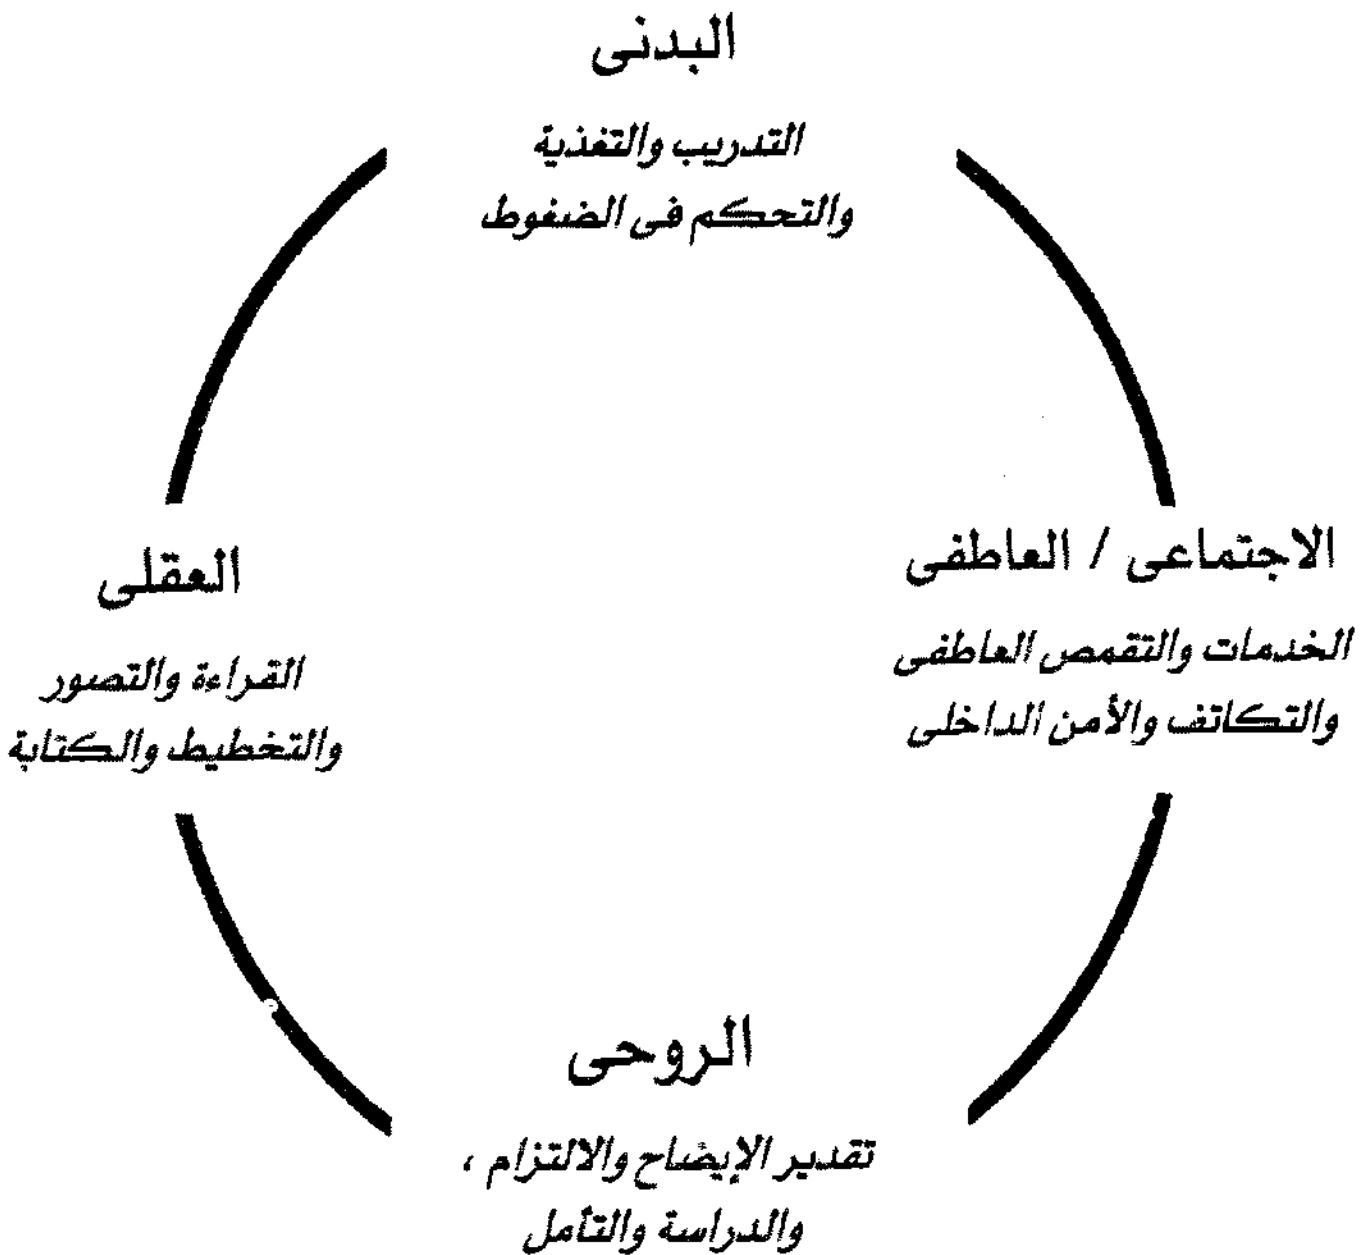 البدنى
التدريب والتغذية
والتحكم فى الضغوط
الاجتماعى / العاطفى
الخدمات والتقمص العاطفى
والتكاتف والأمن الداخلى
العقلى
القراءة والتصور
والتخطيط والكتابة
الروحى
تقدير الإيضاح والالتزام ،
والدراسة والتأمل